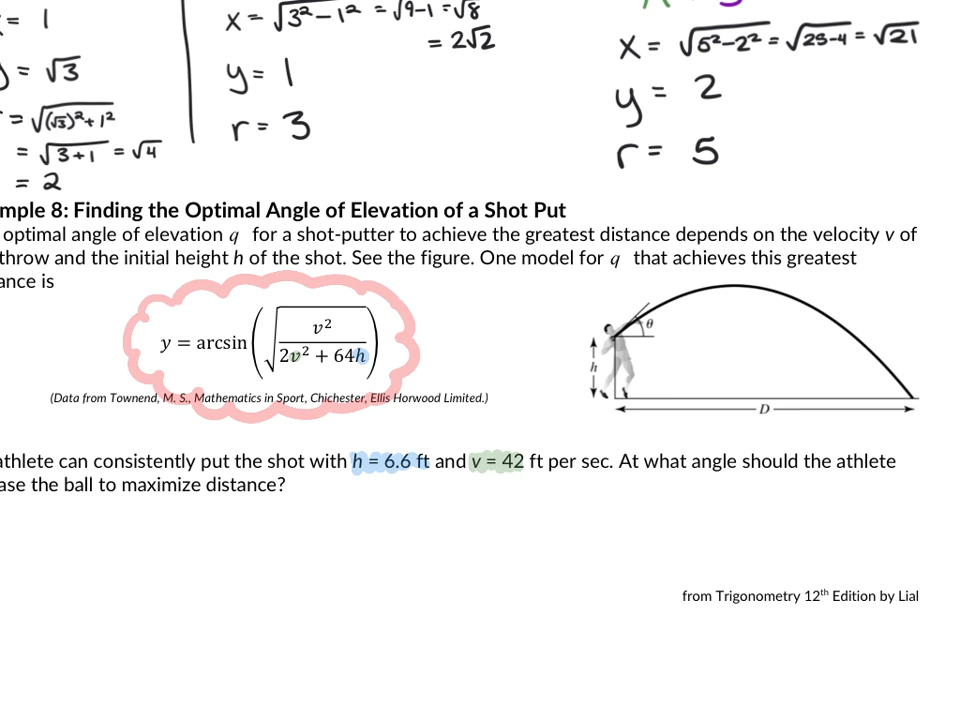 = 1
= √3
= √((√3)²+1²
= √3+1 = √4
= 2
x = √3²-1² = √9-1 = √8
= 2√2
y = 1
r = 3
x = √5²-2² = √25-4 = √21
y = 2
r = 5
mple 8: Finding the Optimal Angle of Elevation of a Shot Put
optimal angle of elevation q for a shot-putter to achieve the greatest distance depends on the velocity v of
throw and the initial height h of the shot. See the figure. One model for q that achieves this greatest
ance is
y = arcsin(√(v²/(2v² + 64h)))
θ
h
D
(Data from Townend, M. S., Mathematics in Sport, Chichester, Ellis Horwood Limited.)
athlete can consistently put the shot with h = 6.6 ft and v = 42 ft per sec. At what angle should the athlete
ase the ball to maximize distance?
from Trigonometry 12th Edition by Lial